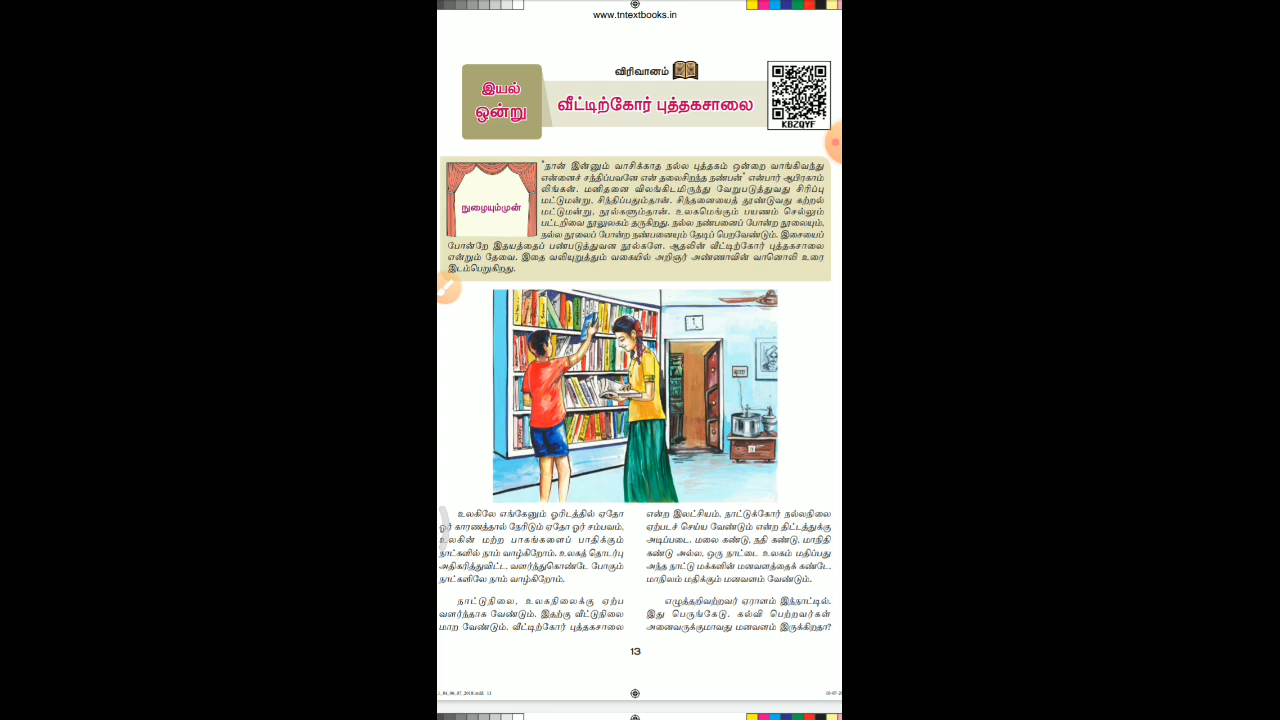 www.tntextbooks.in
விரிவானம்
இயல்
ஒன்று
வீட்டிற்கோர் புத்தகசாலை
KBZQYF
நுழையும்முன்
"நான் இன்னும் வாசிக்காத நல்ல புத்தகம் ஒன்றை வாங்கிவந்து
என்னைச் சந்திப்பவனே என் தலைசிறந்த நண்பன்" என்பார் ஆபிரகாம்
லிங்கன். மனிதனை விலங்கிடமிருந்து வேறுபடுத்துவது சிரிப்பு
மட்டுமன்று, சிந்திப்பதும்தான். சிந்தனையைத் தூண்டுவது கற்றல்
மட்டுமன்று, நூல்களும்தான். உலகமெங்கும் பயணம் செல்லும்
பட்டறிவை நூலுலகம் தருகிறது. நல்ல நண்பனைப் போன்ற நூலையும்,
நல்ல நூலைப் போன்ற நண்பனையும் தேடிப் பெறவேண்டும். இசையைப்
போன்றே இதயத்தைப் பண்படுத்துவன நூல்களே. ஆதலின் வீட்டிற்கோர் புத்தகசாலை
என்றும் தேவை. இதை வலியுறுத்தும் வகையில் அறிஞர் அண்ணாவின் வானொலி உரை
இடம்பெறுகிறது.
உலகிலே எங்கேனும் ஓரிடத்தில் ஏதோ
ஓர் காரணத்தால் நேரிடும் ஏதோ ஓர் சம்பவம்,
உலகின் மற்ற பாகங்களைப் பாதிக்கும்
நாட்களில் நாம் வாழ்கிறோம். உலகத் தொடர்பு
அதிகரித்துவிட்ட, வளர்ந்துகொண்டே போகும்
நாட்களிலே நாம் வாழ்கிறோம்.
நாட்டுநிலை, உலகநிலைக்கு ஏற்ப
வளர்ந்தாக வேண்டும். இதற்கு வீட்டுநிலை
மாற வேண்டும். வீட்டிற்கோர் புத்தகசாலை
என்ற இலட்சியம், நாட்டுக்கோர் நல்லநிலை
ஏற்படச் செய்ய வேண்டும் என்ற திட்டத்துக்கு
அடிப்படை. மலை கண்டு, நதி கண்டு, மாநிதி
கண்டு அல்ல, ஒரு நாட்டை உலகம் மதிப்பது
அந்த நாட்டு மக்களின் மனவளத்தைக் கண்டே.
மாநிலம் மதிக்கும் மனவளம் வேண்டும்.
எழுத்தறிவற்றவர் ஏராளம் இந்நாட்டில்.
இது பெருங்கேடு. கல்வி பெற்றவர்கள்
அனைவருக்குமாவது மனவளம் இருக்கிறதா?
13